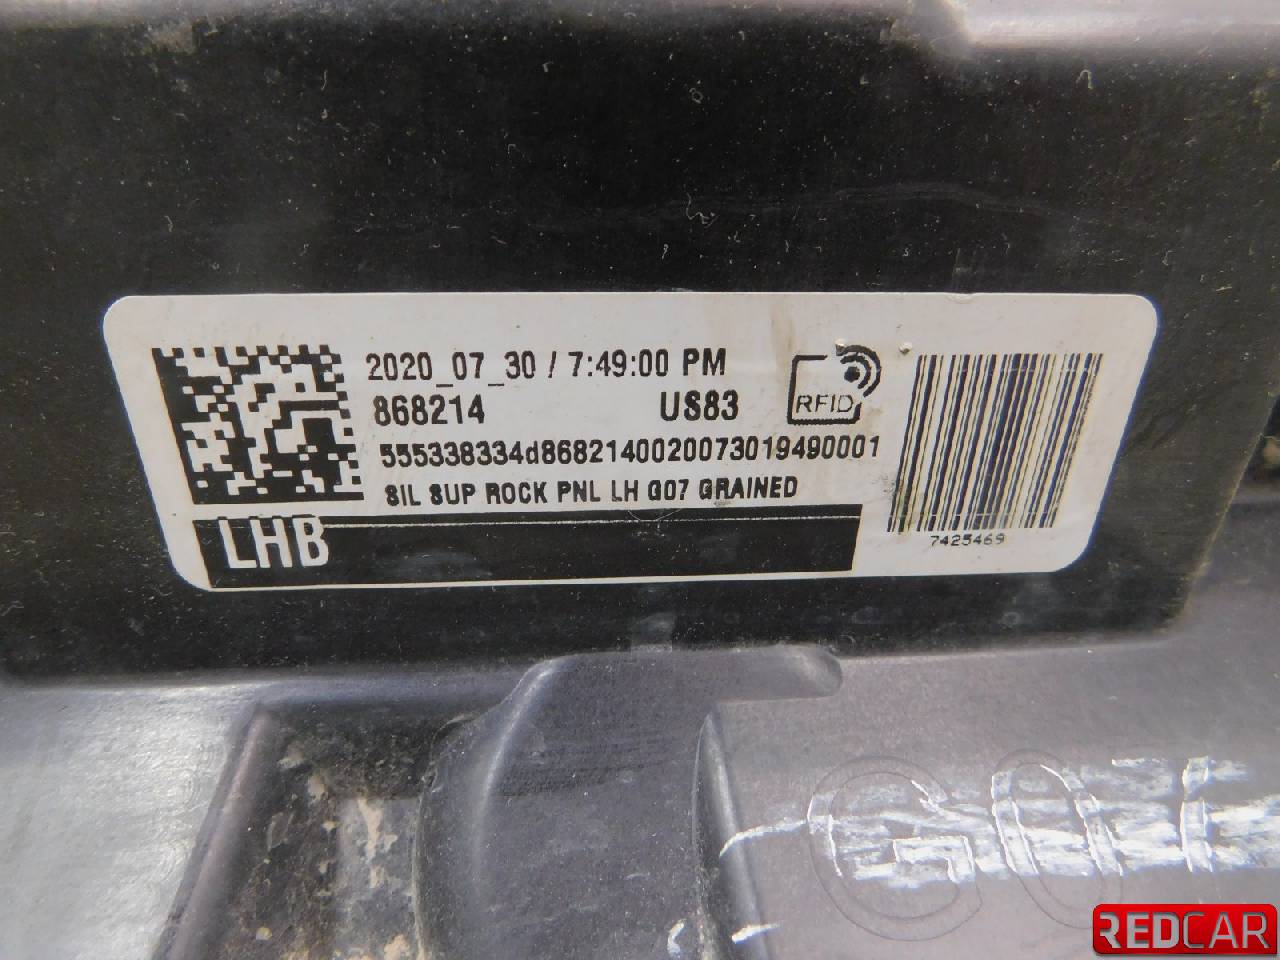 2020_07_30 / 7:49:00 PM
868214 US83
RFID
555338334d8682140020073019490001
SIL SUP ROCK PNL LH G07 GRAINED
LHB
7425469
G07
REDCAR